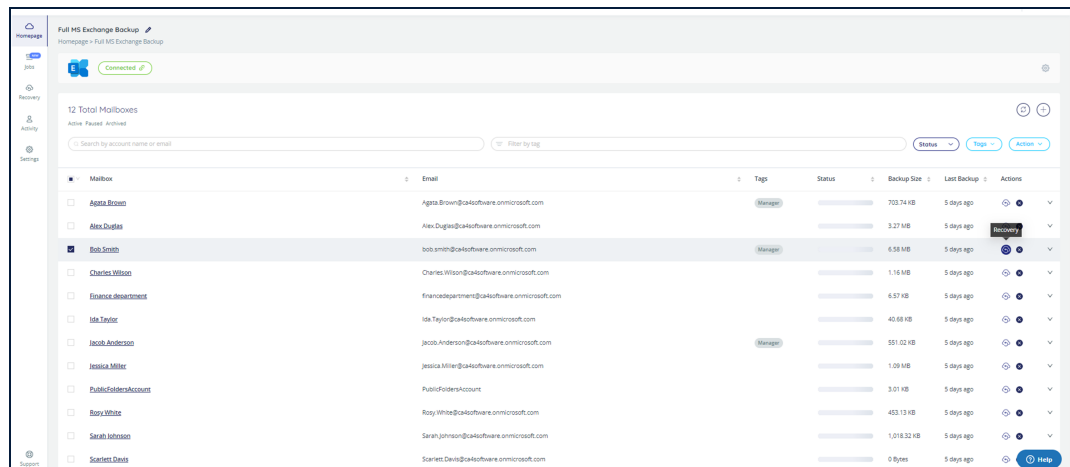 Homepage
Jobs
Recovery
Activity
Settings
Support
Full MS Exchange Backup
Homepage > Full MS Exchange Backup
E
Connected
12 Total Mailboxes
Active Paused Archived
Search by account name or email
Filter by tag
Status
Tags
Action
Mailbox Email Tags Status Backup Size Last Backup Actions
Agata Brown Agata.Brown@ca4software.onmicrosoft.com Manager 703.74 KB 5 days ago
Alex Duglas Alex.Duglas@ca4software.onmicrosoft.com 3.27 MB 5 days ago
Recovery
Bob Smith bob.smith@ca4software.onmicrosoft.com Manager 6.58 MB 5 days ago
Charles Wilson Charles.Wilson@ca4software.onmicrosoft.com 1.16 MB 5 days ago
Finance department financedepartment@ca4software.onmicrosoft.com 6.57 KB 5 days ago
Ida Taylor Ida.Taylor@ca4software.onmicrosoft.com 40.68 KB 5 days ago
Jacob Anderson Jacob.Anderson@ca4software.onmicrosoft.com Manager 551.02 KB 5 days ago
Jessica Miller Jessica.Miller@ca4software.onmicrosoft.com 1.09 MB 5 days ago
PublicFoldersAccount PublicFoldersAccount 3.01 KB 5 days ago
Rosy White Rosy.White@ca4software.onmicrosoft.com 453.13 KB 5 days ago
Sarah Johnson Sarah.Johnson@ca4software.onmicrosoft.com 1,018.32 KB 5 days ago
Scarlett Davis Scarlett.Davis@ca4software.onmicrosoft.com 0 Bytes 5 days ago
Help